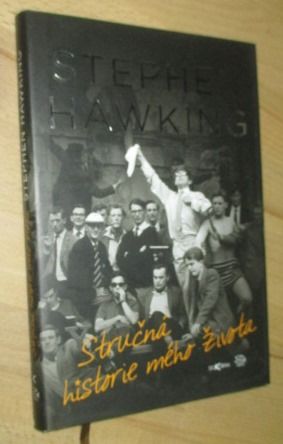 STEPHEN
HAWKING
Stručná
historie mého života
STEPHEN HAWKING